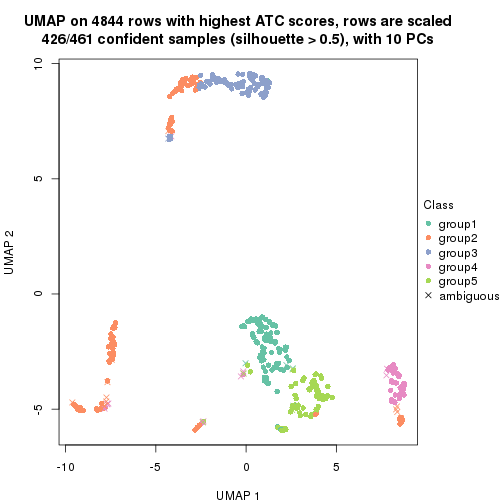 UMAP on 4844 rows with highest ATC scores, rows are scaled
426/461 confident samples (silhouette > 0.5), with 10 PCs
10
5
0
-5
UMAP 2
-10
-5
0
5
UMAP 1
Class
group1
group2
group3
group4
group5
ambiguous